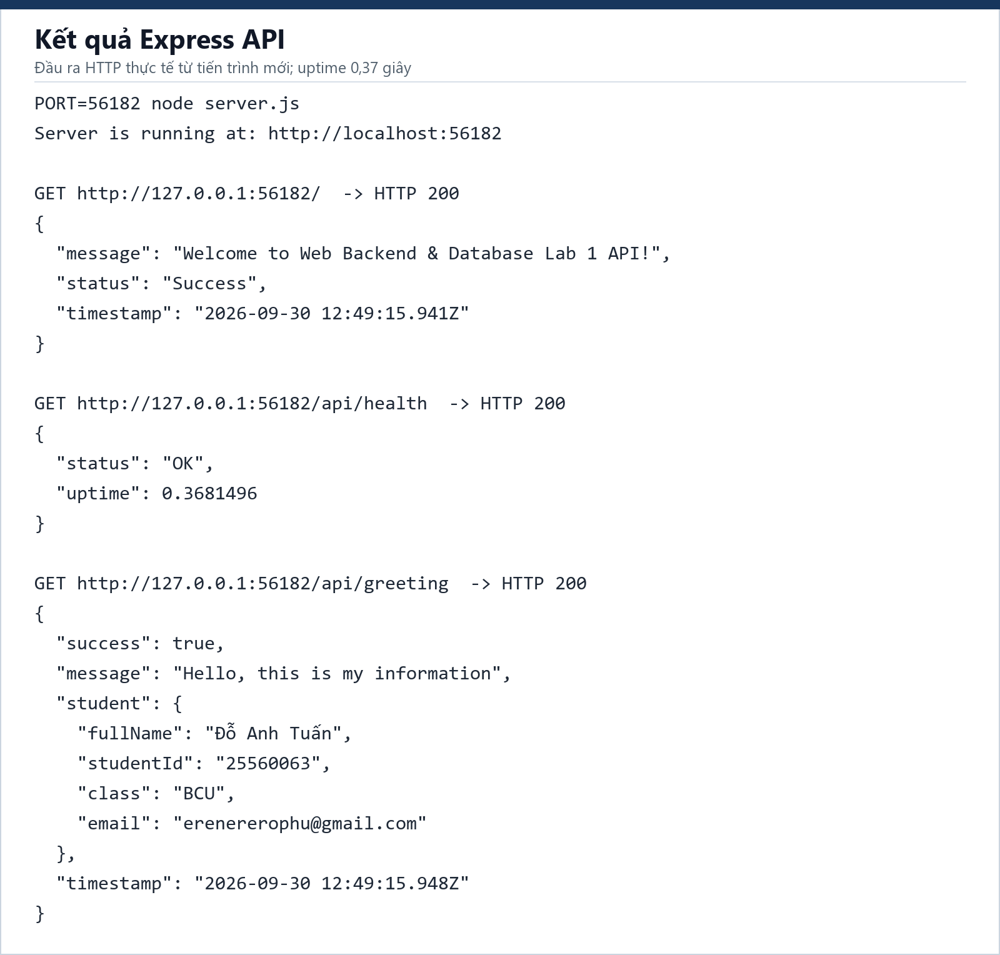 Kết quả Express API
Đầu ra HTTP thực tế từ tiến trình mới; uptime 0,37 giây
PORT=56182 node server.js
Server is running at: http://localhost:56182
GET http://127.0.0.1:56182/  -> HTTP 200
{
  "message": "Welcome to Web Backend & Database Lab 1 API!",
  "status": "Success",
  "timestamp": "2026-09-30 12:49:15.941Z"
}
GET http://127.0.0.1:56182/api/health  -> HTTP 200
{
  "status": "OK",
  "uptime": 0.3681496
}
GET http://127.0.0.1:56182/api/greeting  -> HTTP 200
{
  "success": true,
  "message": "Hello, this is my information",
  "student": {
    "fullName": "Đỗ Anh Tuấn",
    "studentId": "25560063",
    "class": "BCU",
    "email": "erenererophu@gmail.com"
  },
  "timestamp": "2026-09-30 12:49:15.948Z"
}